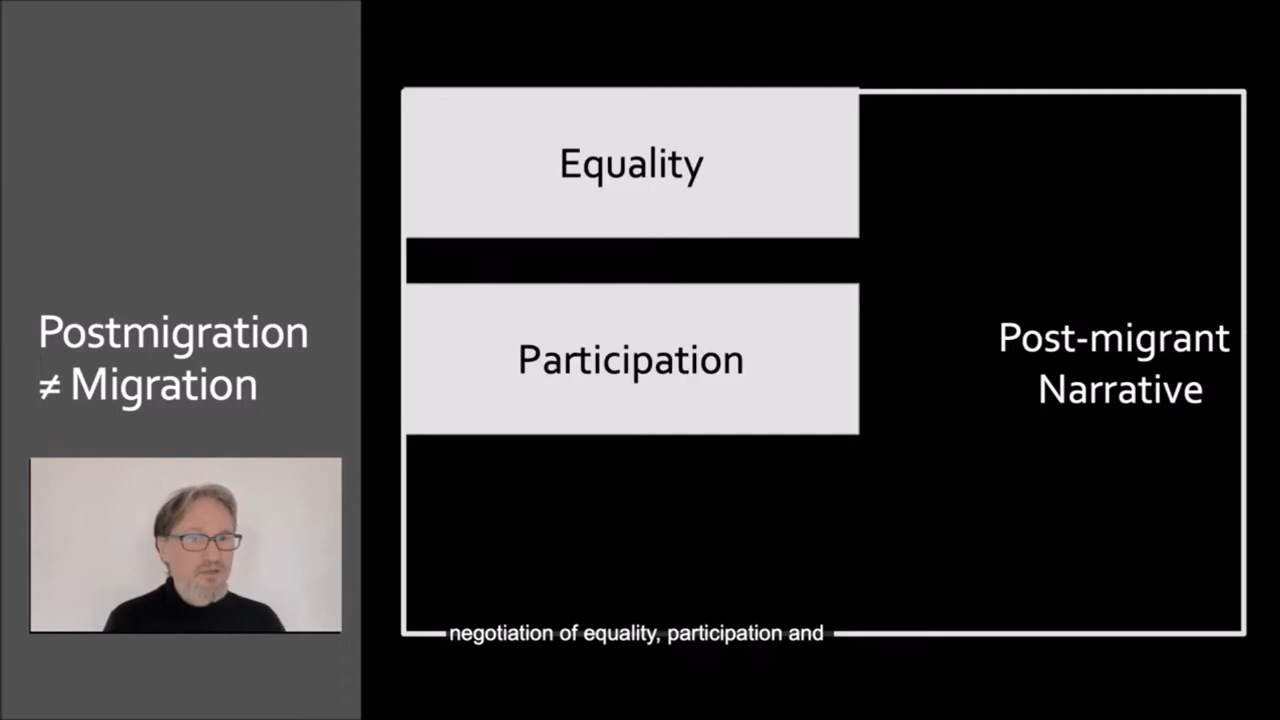 Postmigration
≠ Migration
Equality
Participation
Post-migrant
Narrative
negotiation of equality, participation and